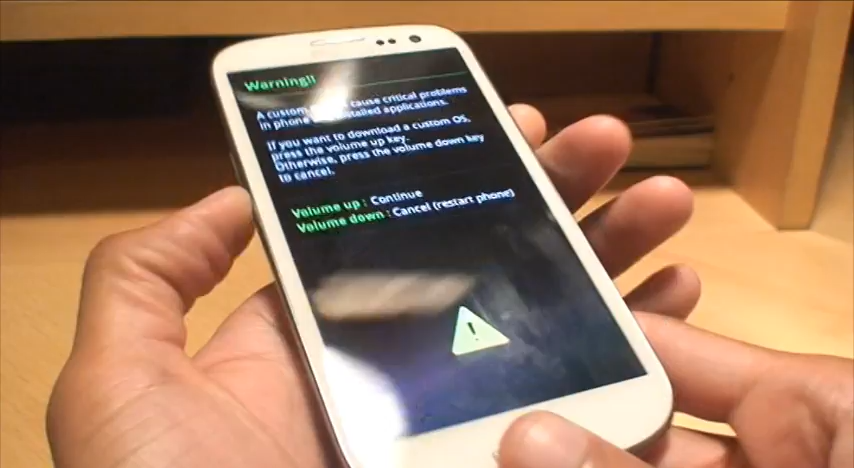 Warning!!
A custom cause critical problems
in phone installed applications.
If you want to download a custom OS,
press the volume up key.
Otherwise, press the volume down key
to cancel.
Volume up : Continue
Volume down : Cancel (restart phone)